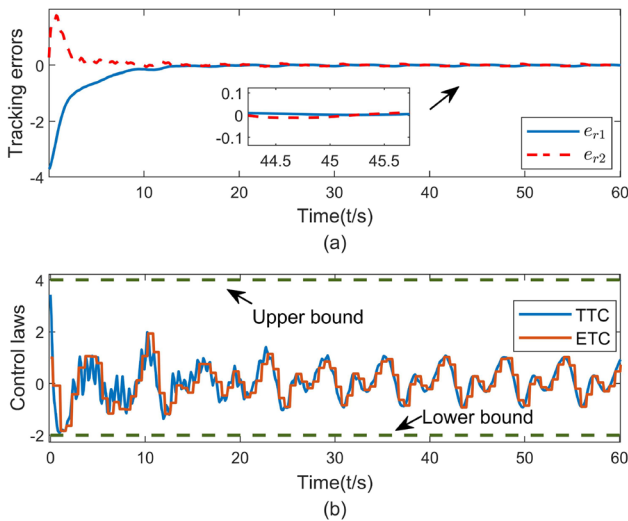 Tracking errors
0
-2
-4
0.1
0
-0.1
44.5 45 45.5
e_{r1}
e_{r2}
0 10 20 30 40 50 60
Time(t/s)
(a)
Control laws
4
2
0
-2
Upper bound
TTC
ETC
Lower bound
0 10 20 30 40 50 60
Time(t/s)
(b)